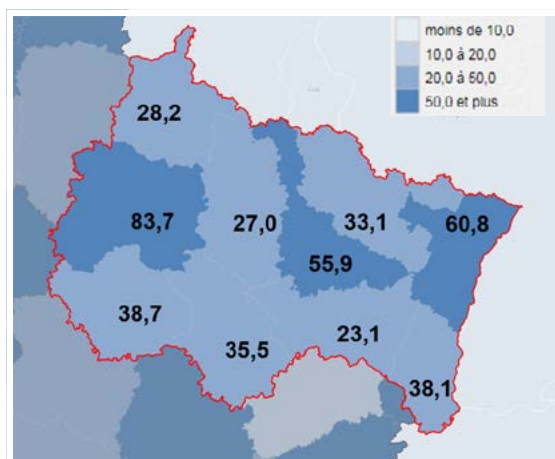 moins de 10,0
10,0 à 20,0
20,0 à 50,0
50,0 et plus
28,2
83,7
27,0
33,1
60,8
55,9
38,7
23,1
35,5
38,1